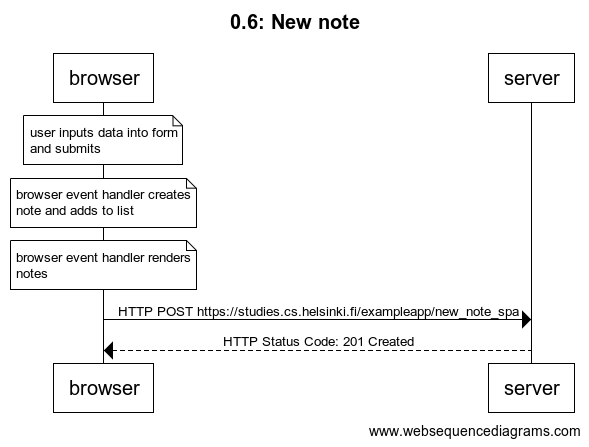 0.6: New note
browser
server
user inputs data into form
and submits
browser event handler creates
note and adds to list
browser event handler renders
notes
HTTP POST https://studies.cs.helsinki.fi/exampleapp/new_note_spa
HTTP Status Code: 201 Created
browser
server
www.websequencediagrams.com